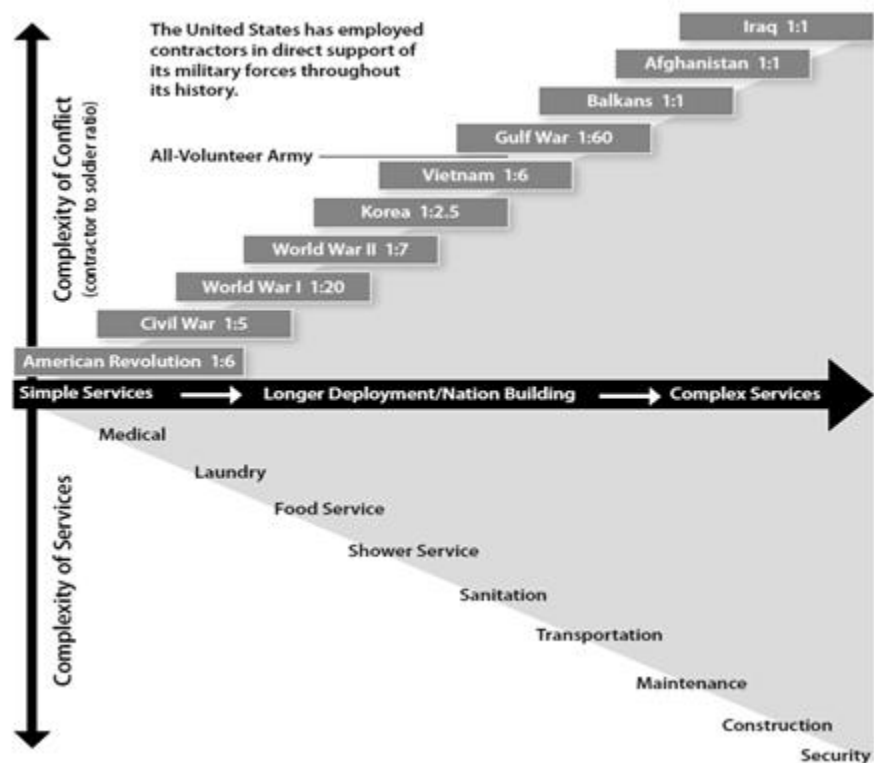 The United States has employed
contractors in direct support of
its military forces throughout
its history.
Complexity of Conflict
(contractor to soldier ratio)
Iraq 1:1
Afghanistan 1:1
Balkans 1:1
Gulf War 1:60
All-Volunteer Army
Vietnam 1:6
Korea 1:2.5
World War II 1:7
World War I 1:20
Civil War 1:5
American Revolution 1:6
Simple Services
Longer Deployment/Nation Building
Complex Services
Complexity of Services
Medical
Laundry
Food Service
Shower Service
Sanitation
Transportation
Maintenance
Construction
Security